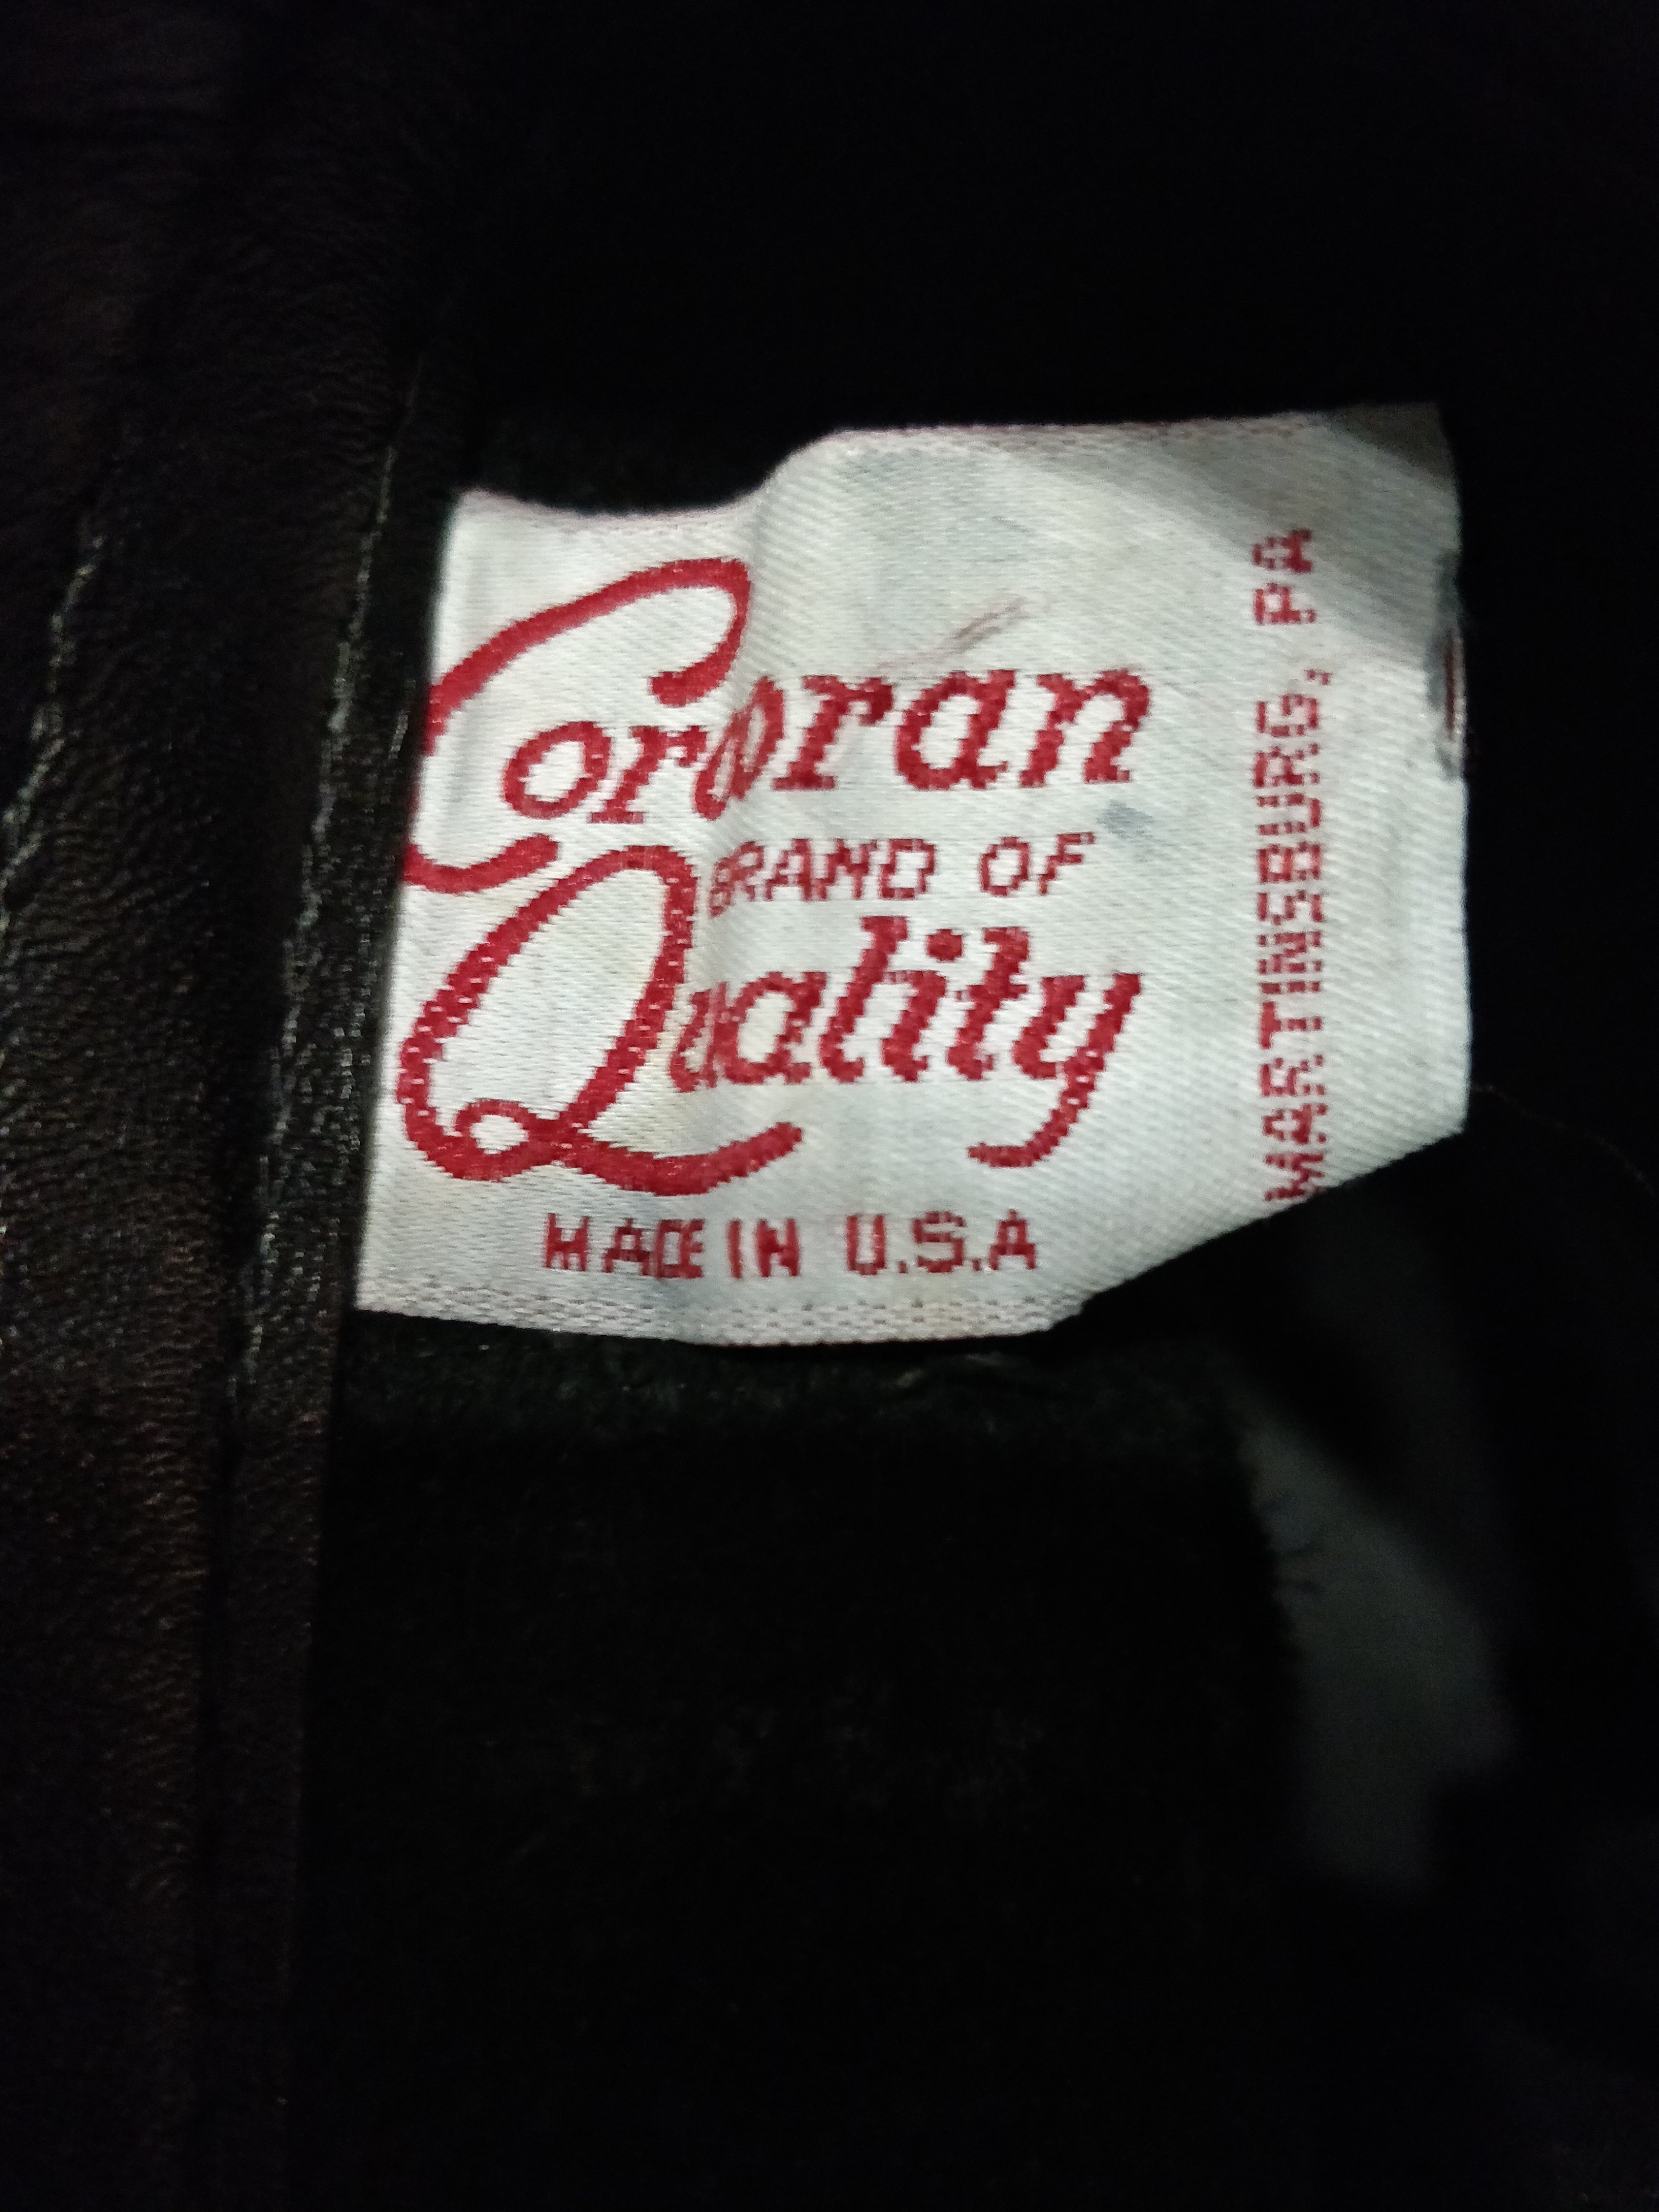 Corcoran
BRAND OF
Quality
MADE IN U.S.A
MARTINSBURG, PA